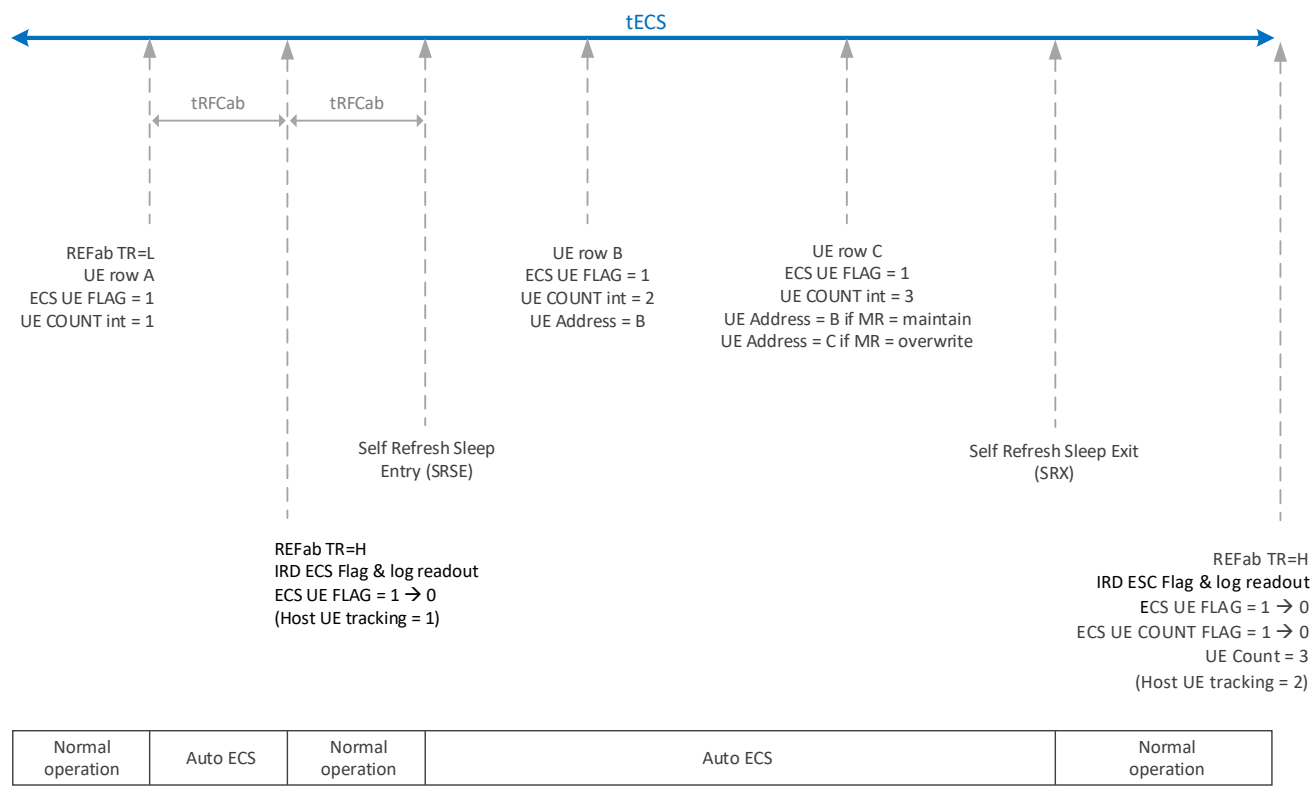 tECS
tRFCab
tRFCab
REFab TR=L
UE row A
ECS UE FLAG = 1
UE COUNT int = 1
UE row B
ECS UE FLAG = 1
UE COUNT int = 2
UE Address = B
UE row C
ECS UE FLAG = 1
UE COUNT int = 3
UE Address = B if MR = maintain
UE Address = C if MR = overwrite
Self Refresh Sleep
Entry (SRSE)
Self Refresh Sleep Exit
(SRX)
REFab TR=H
IRD ECS Flag & log readout
ECS UE FLAG = 1 → 0
(Host UE tracking = 1)
REFab TR=H
IRD ESC Flag & log readout
ECS UE FLAG = 1 → 0
ECS UE COUNT FLAG = 1 → 0
UE Count = 3
(Host UE tracking = 2)
Normal
operation
Auto ECS
Normal
operation
Auto ECS
Normal
operation